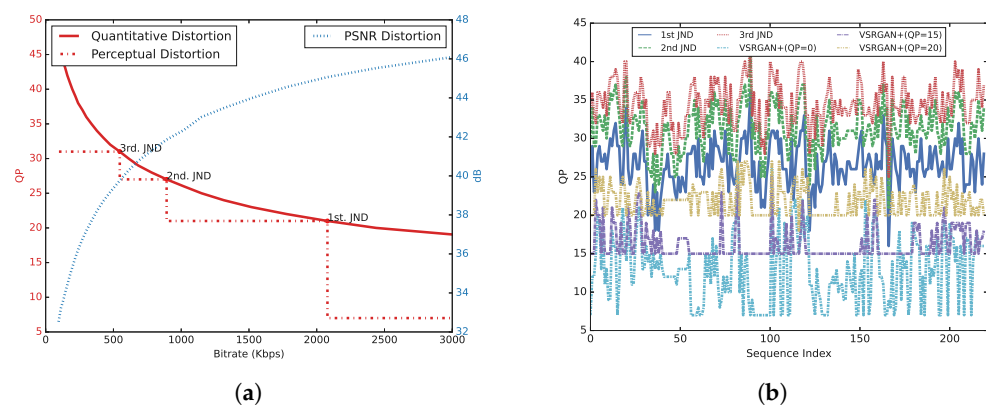 50
45
40
35
30
25
20
15
10
5
QP
Quantitative Distortion
Perceptual Distortion
PSNR Distortion
3rd. JND
2nd. JND
1st. JND
48
46
44
42
40
38
36
34
32
dB
0
500
1000
1500
2000
2500
3000
Bitrate (Kbps)
(a)
45
40
35
30
25
20
15
10
5
QP
1st JND
2nd JND
3rd JND
VSRGAN+(QP=0)
VSRGAN+(QP=15)
VSRGAN+(QP=20)
0
50
100
150
200
Sequence Index
(b)